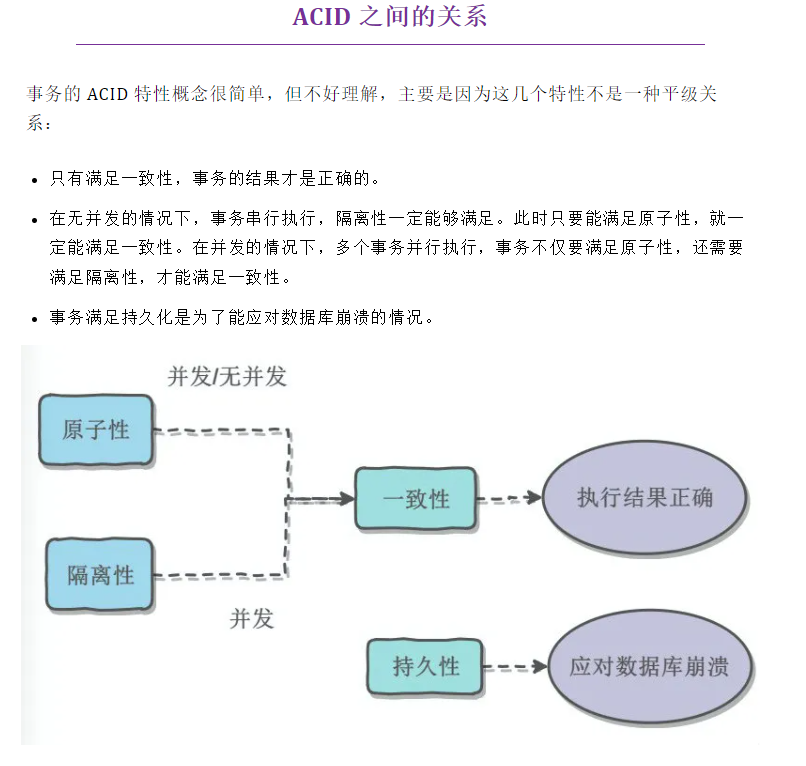 ACID 之间的关系
事务的 ACID 特性概念很简单，但不好理解，主要是因为这几个特性不是一种平级关
系：
• 只有满足一致性，事务的结果才是正确的。
• 在无并发的情况下，事务串行执行，隔离性一定能够满足。此时只要能满足原子性，就一
定能满足一致性。在并发的情况下，多个事务并行执行，事务不仅要满足原子性，还需要
满足隔离性，才能满足一致性。
• 事务满足持久化是为了能应对数据库崩溃的情况。
并发/无并发
原子性
一致性
执行结果正确
隔离性
并发
持久性
应对数据库崩溃